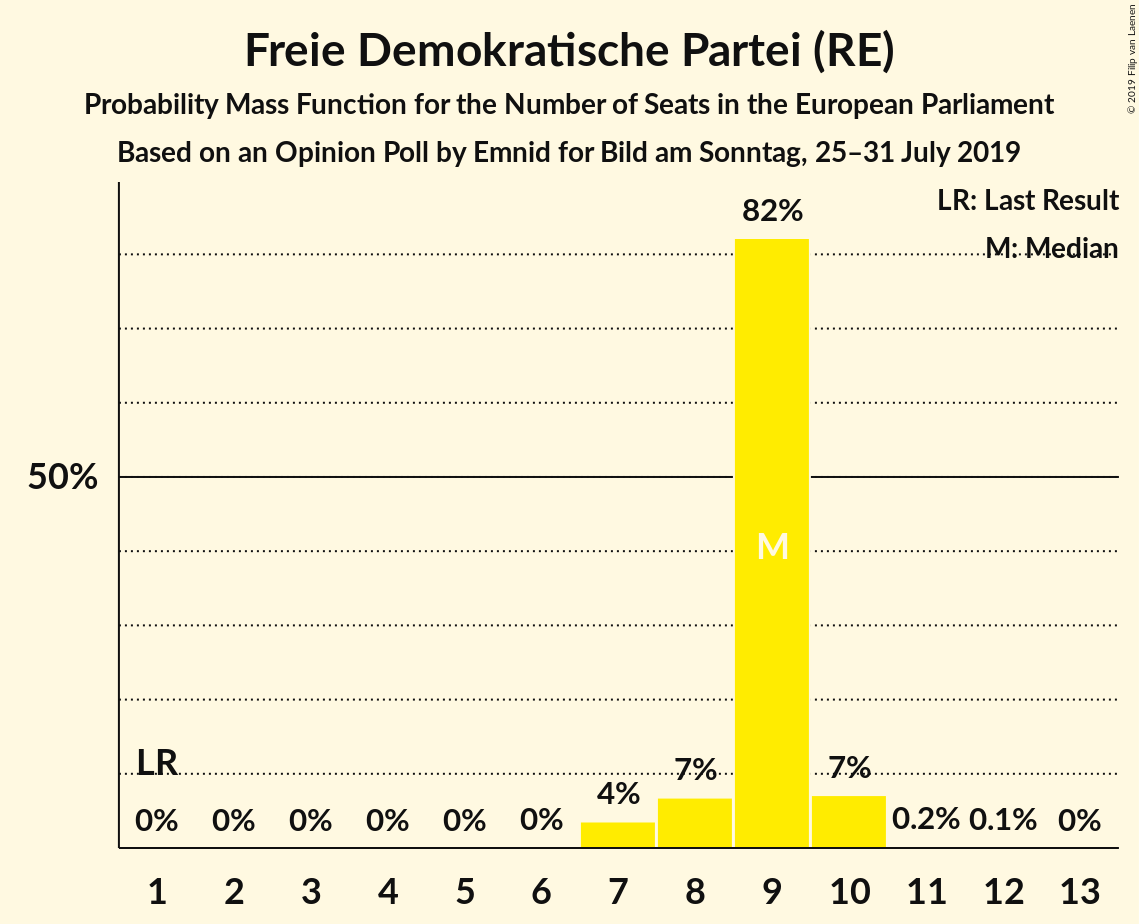 Freie Demokratische Partei (RE)
Probability Mass Function for the Number of Seats in the European Parliament
Based on an Opinion Poll by Emnid for Bild am Sonntag, 25–31 July 2019
© 2019 Filip van Laenen
LR: Last Result
M: Median
82%
50%
M
LR
0% 0% 0% 0% 0% 0% 4% 7% 7% 0.2% 0.1% 0%
1 2 3 4 5 6 7 8 9 10 11 12 13